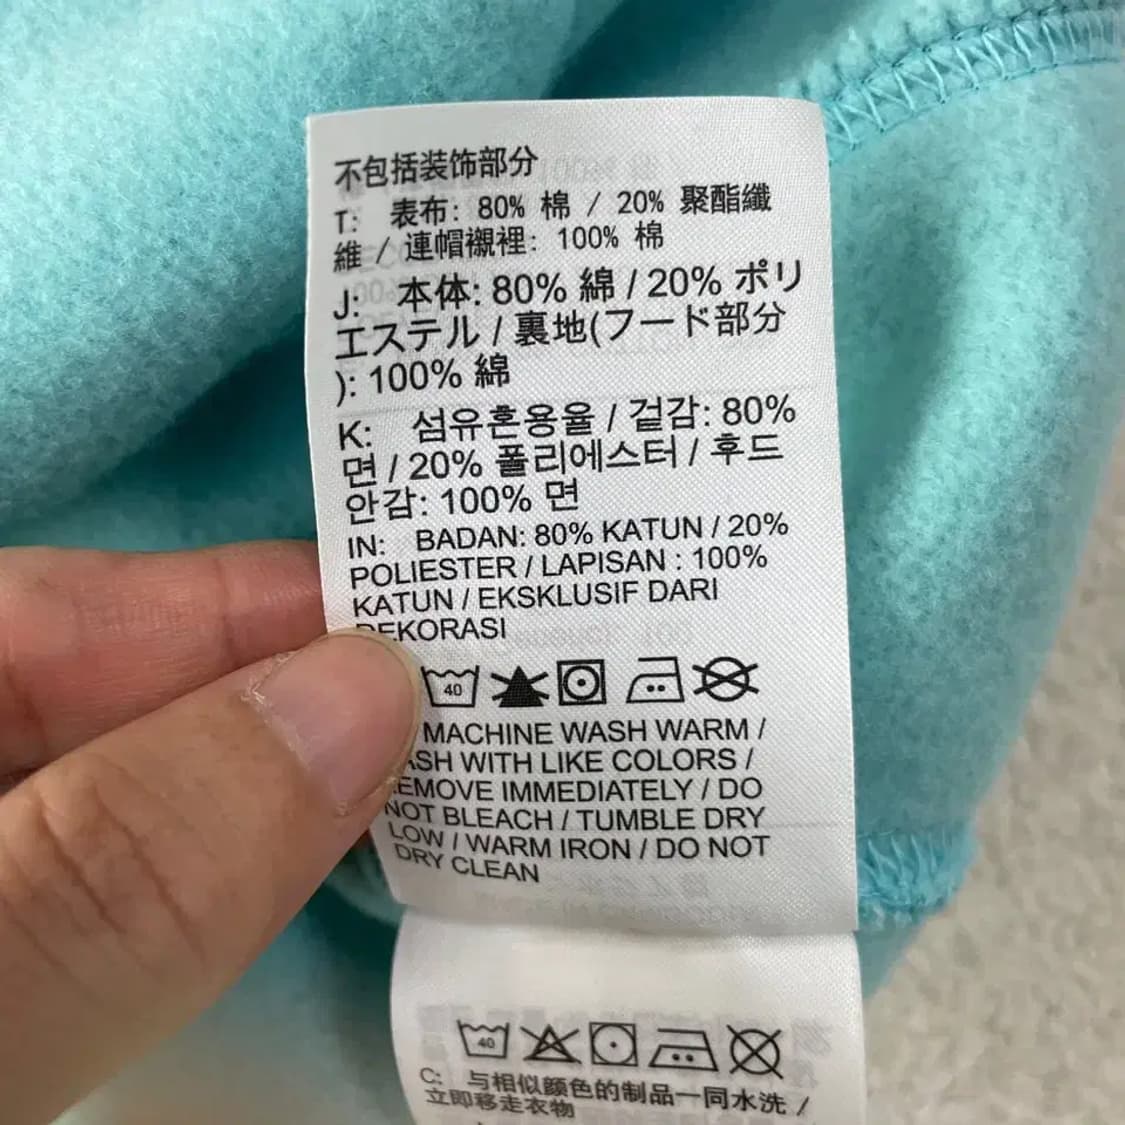 不包括装饰部分
T: 表布: 80% 棉 / 20% 聚酯纖
維 / 連帽襯裡: 100% 棉
J: 本体: 80% 綿 / 20% ポリ
エステル / 裏地(フード部分
): 100% 綿
K: 섬유혼용율 / 겉감: 80%
면 / 20% 폴리에스터 / 후드
안감: 100% 면
IN: BADAN: 80% KATUN / 20%
POLIESTER / LAPISAN : 100%
KATUN / EKSKLUSIF DARI
DEKORASI
40
MACHINE WASH WARM /
WASH WITH LIKE COLORS /
REMOVE IMMEDIATELY / DO
NOT BLEACH / TUMBLE DRY
LOW / WARM IRON / DO NOT
DRY CLEAN
40
C: 与相似颜色的制品一同水洗 /
立即移走衣物